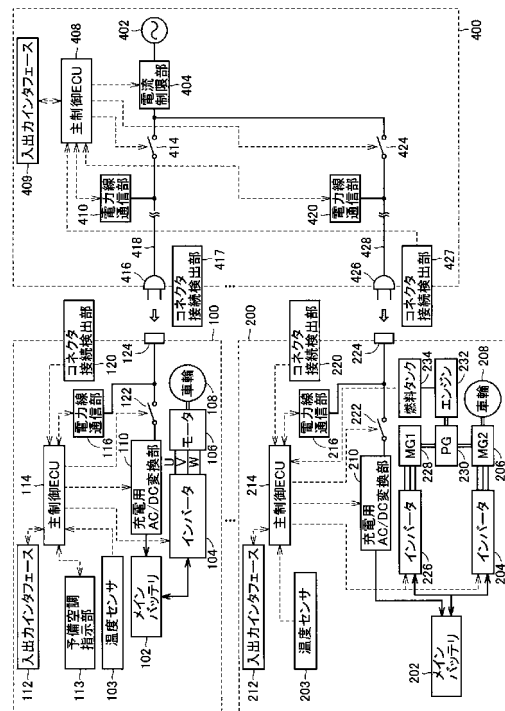 入出力インタフェース
409
主制御ECU
408
402
電流
制限部
404
414
424
電力線
通信部
410
電力線
通信部
420
418
428
416
426
コネクタ
接続検出部
417
コネクタ
接続検出部
427
400
100
コネクタ
接続検出部
120
124
122
電力線
通信部
116
主制御ECU
114
充電用
AC/DC変換部
110
車輪
108
モータ
106
U
V
W
インバータ
104
メイン
バッテリ
102
入出力インタフェース
112
予備空調
指示部
113
温度センサ
103
200
コネクタ
接続検出部
220
224
222
電力線
通信部
216
主制御ECU
214
充電用
AC/DC変換部
210
燃料タンク
234
エンジン
232
車輪
208
MG1
228
PG
230
MG2
206
インバータ
226
インバータ
204
入出力インタフェース
212
温度センサ
203
メイン
バッテリ
202